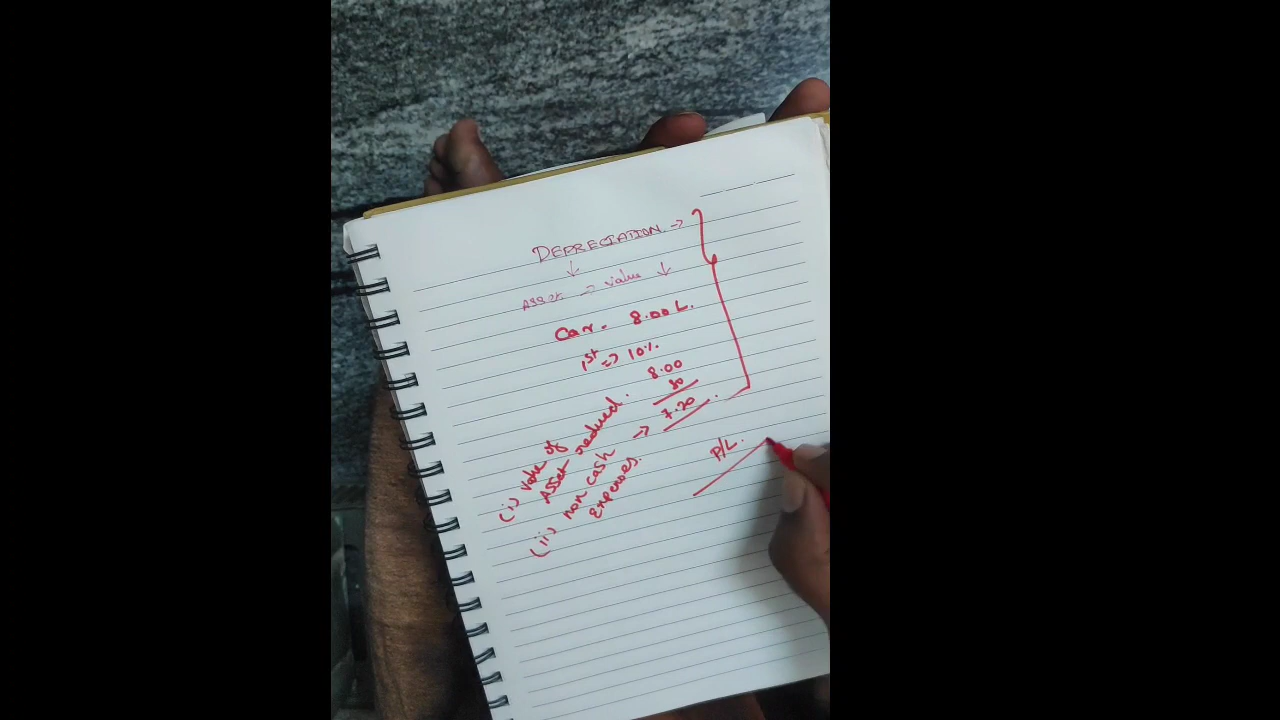 DEPRECIATION →
↓
Asset → value ↓
Car - 8.00 L.
1st => 10%
8.00
80
7.20
(i) value of
Asset reduced.
(ii) non cash →
expenses.
P/L.